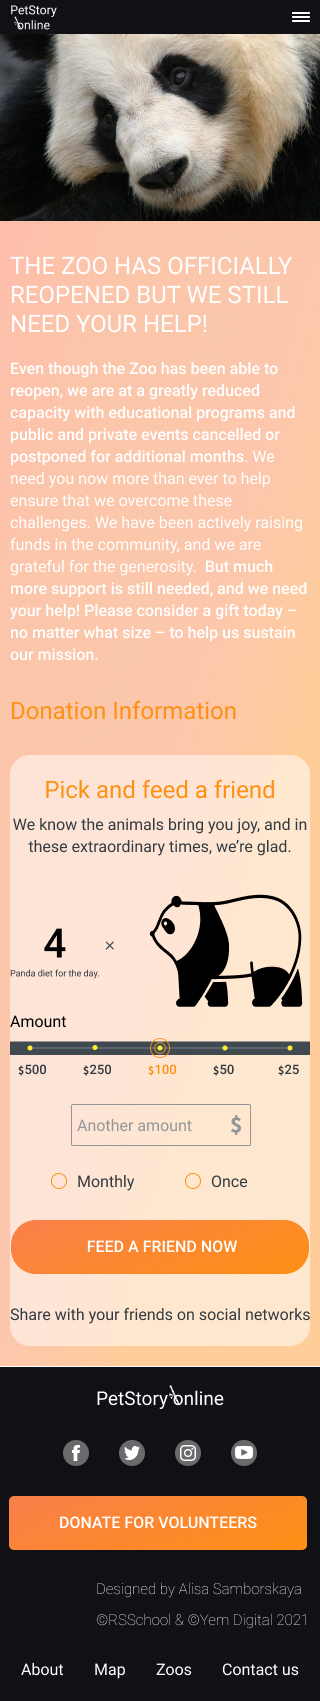 PetStory
online
THE ZOO HAS OFFICIALLY
REOPENED BUT WE STILL
NEED YOUR HELP!
Even though the Zoo has been able to
reopen, we are at a greatly reduced
capacity with educational programs and
public and private events cancelled or
postponed for additional months. We
need you now more than ever to help
ensure that we overcome these
challenges. We have been actively raising
funds in the community, and we are
grateful for the generosity.  But much
more support is still needed, and we need
your help! Please consider a gift today –
no matter what size – to help us sustain
our mission.
Donation Information
Pick and feed a friend
We know the animals bring you joy, and in
these extraordinary times, we’re glad.
4 ×
Panda diet for the day.
Amount
$500 $250 $100 $50 $25
Another amount $
Monthly Once
FEED A FRIEND NOW
Share with your friends on social networks
PetStory online
DONATE FOR VOLUNTEERS
Designed by Alisa Samborskaya
©RSSchool & ©Yem Digital 2021
About Map Zoos Contact us